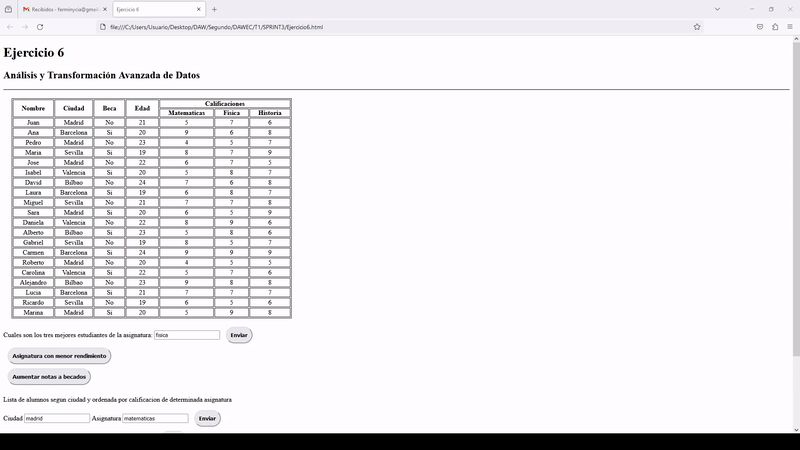 Recibidos - ferminycia@gmail
Ejercicio 6
file:///C:/Users/Usuario/Desktop/DAW/Segundo/DAWEC/T1/SPRINT3/Ejercicio6.html
Ejercicio 6
Análisis y Transformación Avanzada de Datos
Nombre Ciudad Beca Edad Calificaciones
Matematicas Fisica Historia
Juan Madrid No 21 5 7 6
Ana Barcelona Si 20 9 6 8
Pedro Madrid No 23 4 5 7
Maria Sevilla Si 19 8 7 9
Jose Madrid No 22 6 7 5
Isabel Valencia Si 20 5 8 7
David Bilbao No 24 7 6 8
Laura Barcelona Si 19 6 8 7
Miguel Sevilla No 21 7 7 8
Sara Madrid Si 20 6 5 9
Daniela Valencia No 22 8 9 6
Alberto Bilbao Si 23 5 8 6
Gabriel Sevilla No 19 8 5 7
Carmen Barcelona Si 24 9 9 9
Roberto Madrid No 20 4 5 5
Carolina Valencia Si 22 5 7 6
Alejandro Bilbao No 23 9 8 8
Lucia Barcelona Si 21 7 7 7
Ricardo Sevilla No 19 6 5 6
Marina Madrid Si 20 5 9 8
Cuales son los tres mejores estudiantes de la asignatura: fisica Enviar
Asignatura con menor rendimiento
Aumentar notas a becados
Lista de alumnos segun ciudad y ordenada por calificacion de determinada asignatura
Ciudad madrid Asignatura matematicas Enviar